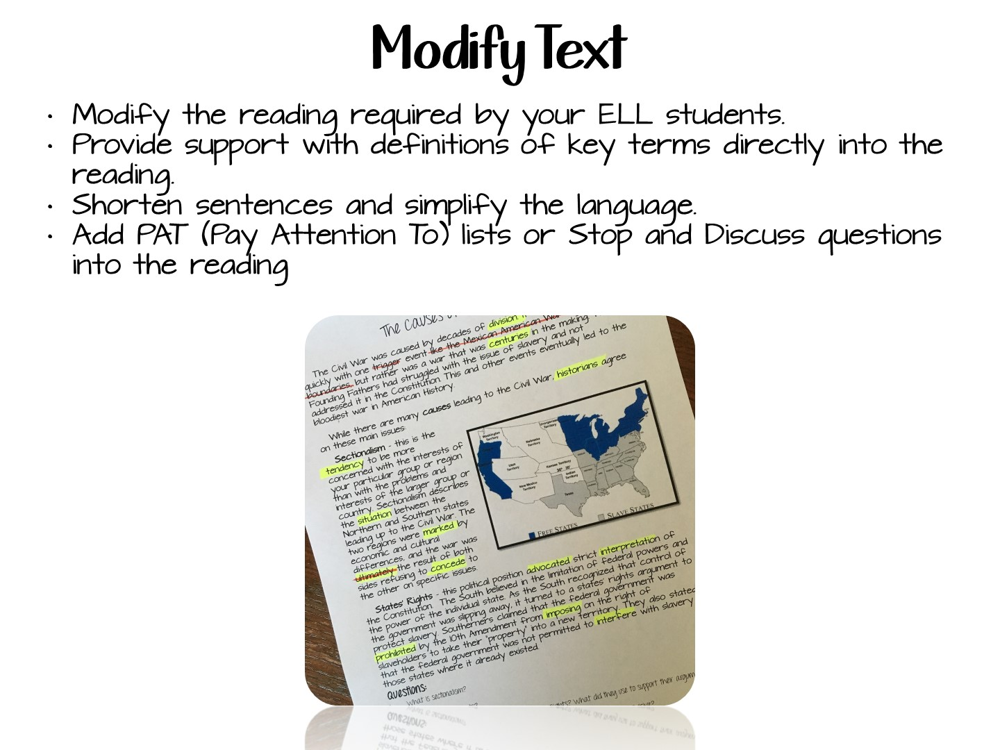 Modify Text
· Modify the reading required by your ELL students.
· Provide support with definitions of key terms directly into the
reading.
· Shorten sentences and simplify the language.
· Add PAT (Pay Attention To) lists or Stop and Discuss questions
into the reading
The Causes
The Civil War was caused by decades of division.
quickly with one trigger event like the Mexican American War
boundaries, but rather was a war that was centuries in the making.
Founding Fathers had struggled with the issue of slavery and not
addressed it in the Constitution. This and other events eventually led to the
bloodiest war in American History.
While there are many causes leading to the Civil War, historians agree
on these main issues:
Sectionalism - this is the
tendency to be more
concerned with the interests of
your particular group or region
than with the problems and
interests of the larger group or
country. Sectionalism describes
the situation between the
Northern and Southern states
leading up to the Civil War. The
two regions were marked by
economic and cultural
differences, and the war was
ultimately the result of both
sides refusing to concede to
the other on specific issues.
Washington
Territory
Unorganized
Territory
Nebraska
Territory
Utah
Territory
Kansas Territory
36° 30'
Indian
Territory
New Mexico
Territory
Texas
FREE STATES
SLAVE STATES
States' Rights - this political position advocated strict interpretation of
the Constitution. The South believed in the limitation of federal powers and
the power of the individual state. As the South recognized that control of
the government was slipping away, it turned to a states' rights argument to
protect slavery. Southerners claimed that the federal government was
prohibited by the 10th Amendment from imposing on the right of
slaveholders to take their "property" into a new territory. They also stated
that the federal government was not permitted to interfere with slavery
those states where it already existed.
Questions:
What is sectionalism?
What did they use to support their argum